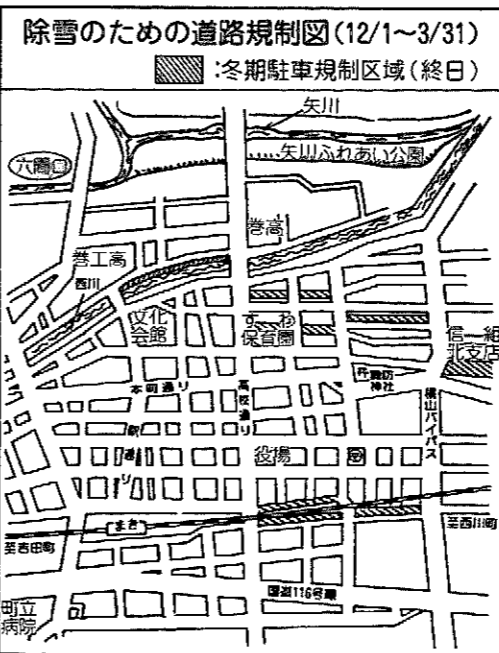 除雪のための道路規制図(12/1〜3/31)
:冬期駐車規制区域(終日)
矢川
六間
矢川ふれあい公園
巻高
巻工高
西川
文化
会館
すわ
保育園
信一組
北支店
諏訪
神社
本町通り
高校通り
駅通り
横山バイパス
役場
まき
至吉田町
至西川町
国道116号線
町立
病院